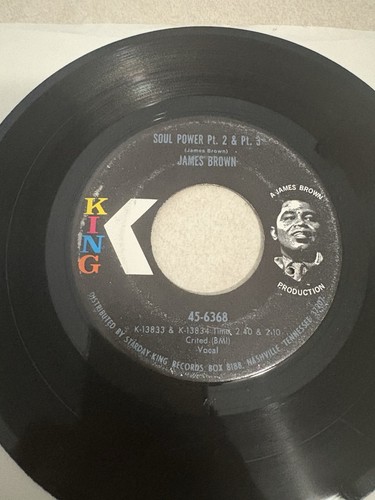 SOUL POWER Pt. 2 & Pt. 3
(James Brown)
JAMES BROWN
KING
A JAMES BROWN
PRODUCTION
45-6368
K-13833 & K-13834 Time, 2:40 & 2:10
Crited (BMI)
Vocal
DISTRIBUTED BY STARDAY KING RECORDS, BOX 8188, NASHVILLE, TENNESSEE 37207